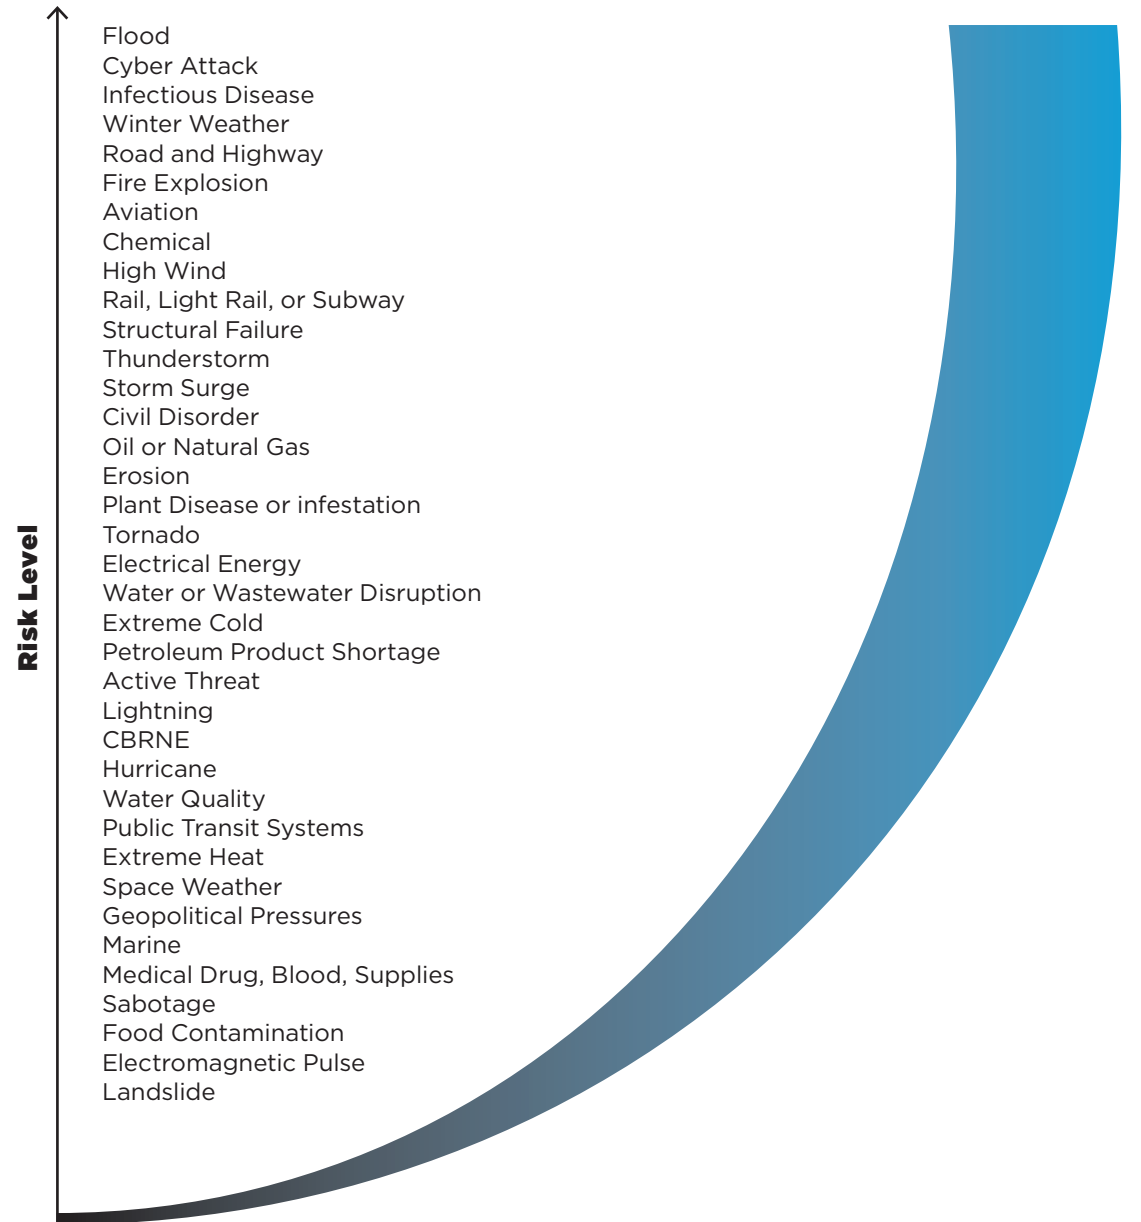 Flood
Cyber Attack
Infectious Disease
Winter Weather
Road and Highway
Fire Explosion
Aviation
Chemical
High Wind
Rail, Light Rail, or Subway
Structural Failure
Thunderstorm
Storm Surge
Civil Disorder
Oil or Natural Gas
Erosion
Plant Disease or infestation
Tornado
Electrical Energy
Water or Wastewater Disruption
Extreme Cold
Petroleum Product Shortage
Active Threat
Lightning
CBRNE
Hurricane
Water Quality
Public Transit Systems
Extreme Heat
Space Weather
Geopolitical Pressures
Marine
Medical Drug, Blood, Supplies
Sabotage
Food Contamination
Electromagnetic Pulse
Landslide
Risk Level